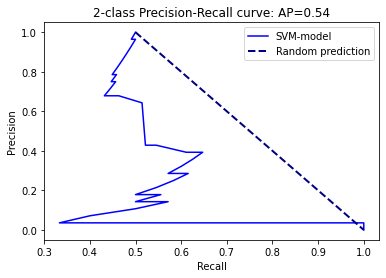 2-class Precision-Recall curve: AP=0.54
SVM-model
Random prediction
Precision
1.0
0.8
0.6
0.4
0.2
0.0
0.3 0.4 0.5 0.6 0.7 0.8 0.9 1.0
Recall